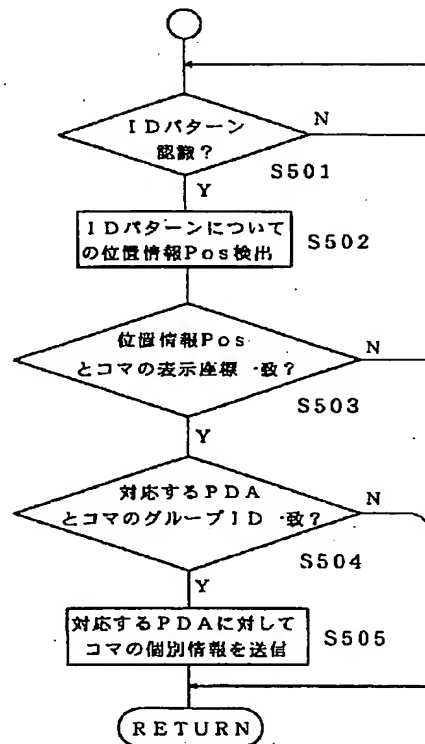 IDパターン
認識？
N
S501
Y
IDパターンについて
の位置情報Pos検出
S502
位置情報Pos
とコマの表示座標一致？
N
S503
Y
対応するPDA
とコマのグループID一致？
N
S504
Y
対応するPDAに対して
コマの個別情報を送信
S505
RETURN